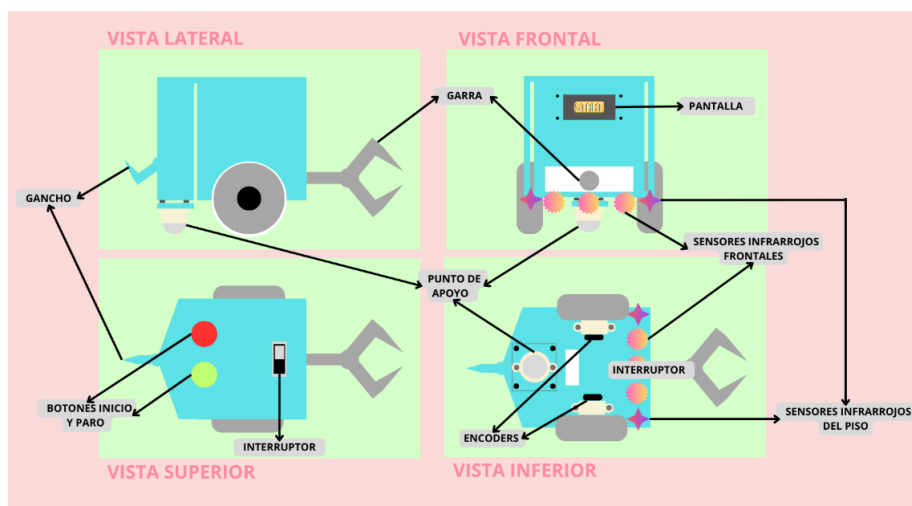 VISTA LATERAL
VISTA FRONTAL
GARRA
PANTALLA
GANCHO
SENSORES INFRARROJOS
FRONTALES
PUNTO DE
APOYO
INTERRUPTOR
BOTONES INICIO
Y PARO
INTERRUPTOR
ENCODERS
SENSORES INFRARROJOS
DEL PISO
VISTA SUPERIOR
VISTA INFERIOR